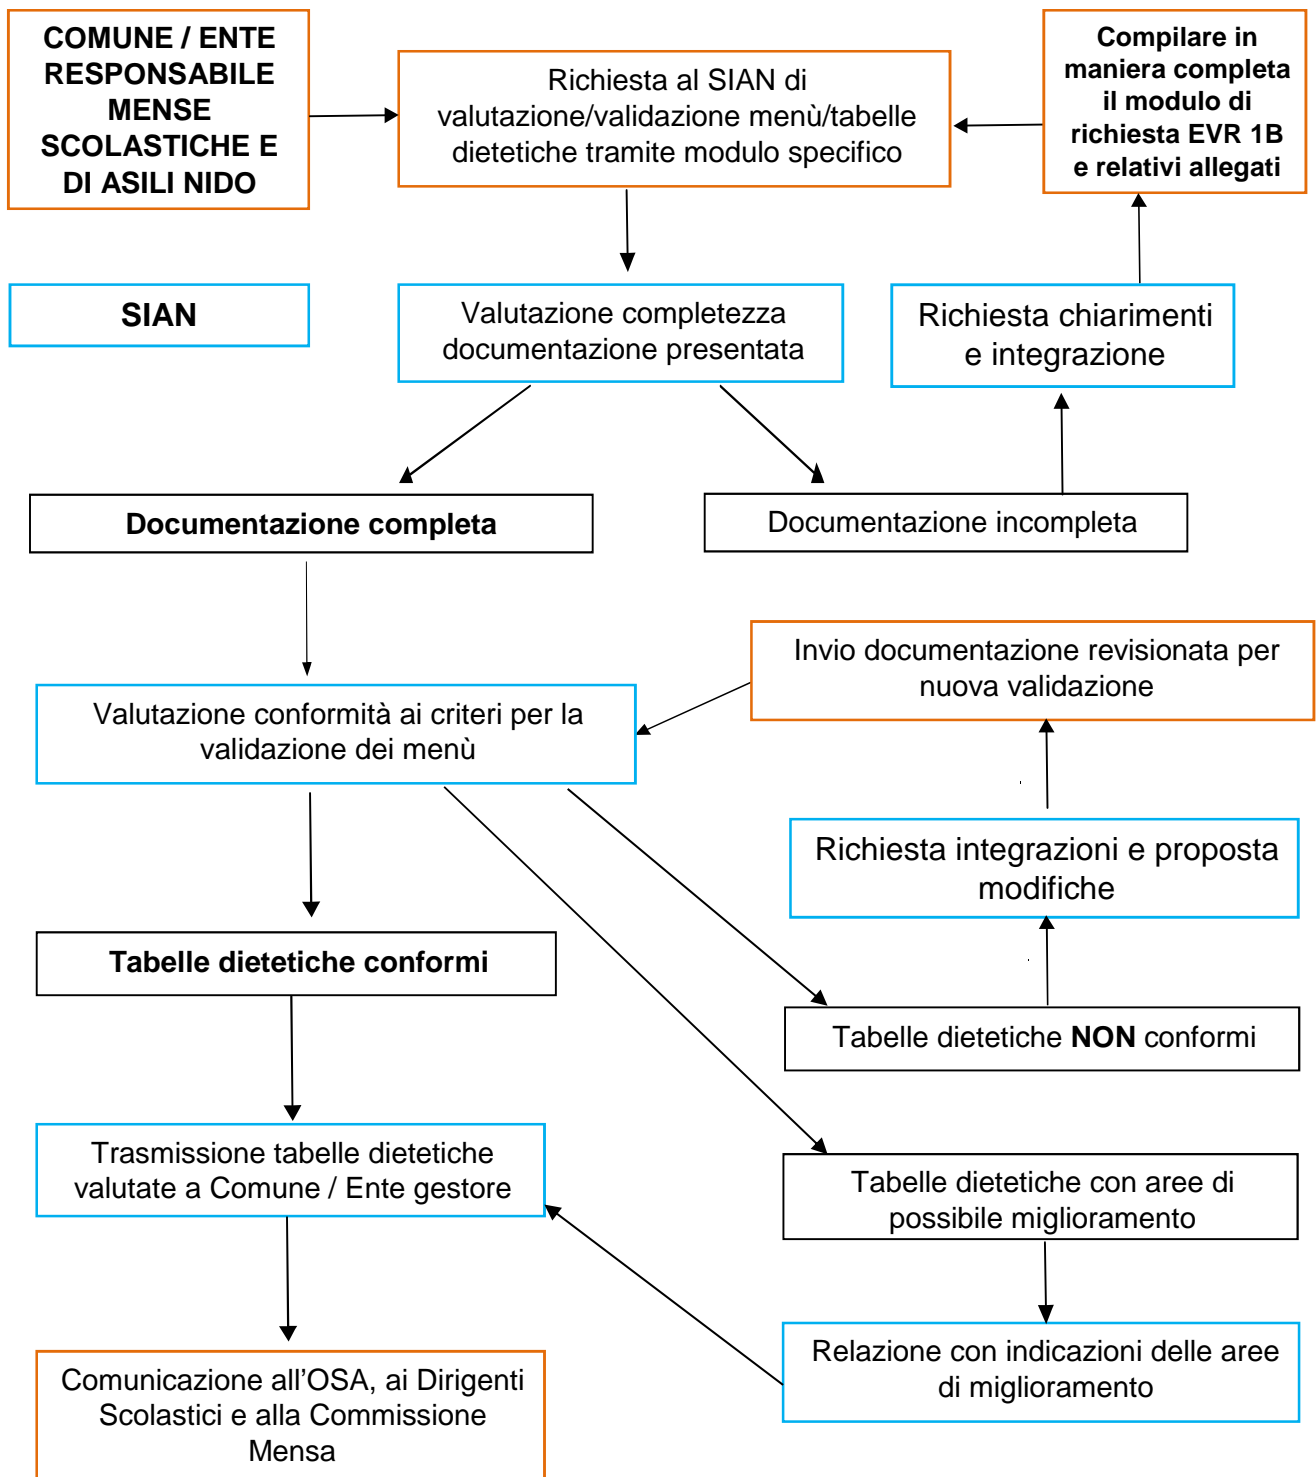 COMUNE / ENTE
RESPONSABILE
MENSE
SCOLASTICHE E
DI ASILI NIDO
Richiesta al SIAN di
valutazione/validazione menù/tabelle
dietetiche tramite modulo specifico
Compilare in
maniera completa
il modulo di
richiesta EVR 1B
e relativi allegati
SIAN
Valutazione completezza
documentazione presentata
Richiesta chiarimenti
e integrazione
Documentazione completa
Documentazione incompleta
Invio documentazione revisionata per
nuova validazione
Valutazione conformità ai criteri per la
validazione dei menù
Richiesta integrazioni e proposta
modifiche
Tabelle dietetiche conformi
Tabelle dietetiche NON conformi
Trasmissione tabelle dietetiche
valutate a Comune / Ente gestore
Tabelle dietetiche con aree di
possibile miglioramento
Relazione con indicazioni delle aree
di miglioramento
Comunicazione all’OSA, ai Dirigenti
Scolastici e alla Commissione
Mensa